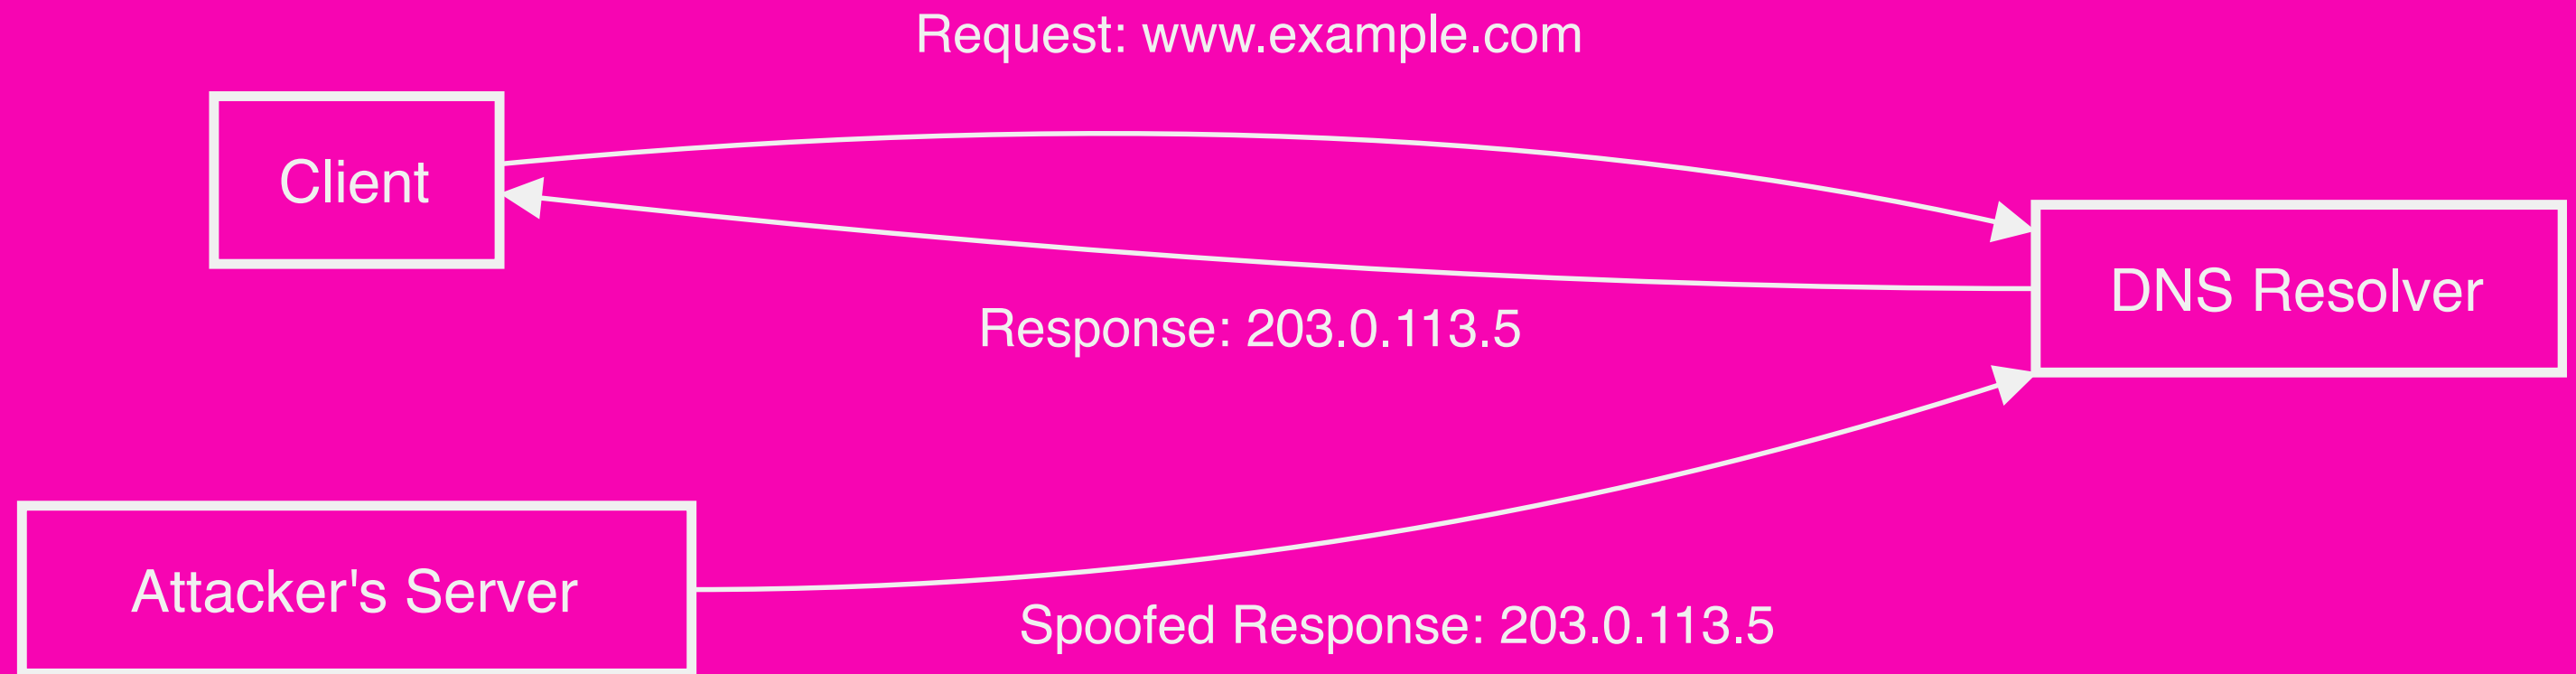 Request: www.example.com
Client
DNS Resolver
Response: 203.0.113.5
Attacker's Server
Spoofed Response: 203.0.113.5